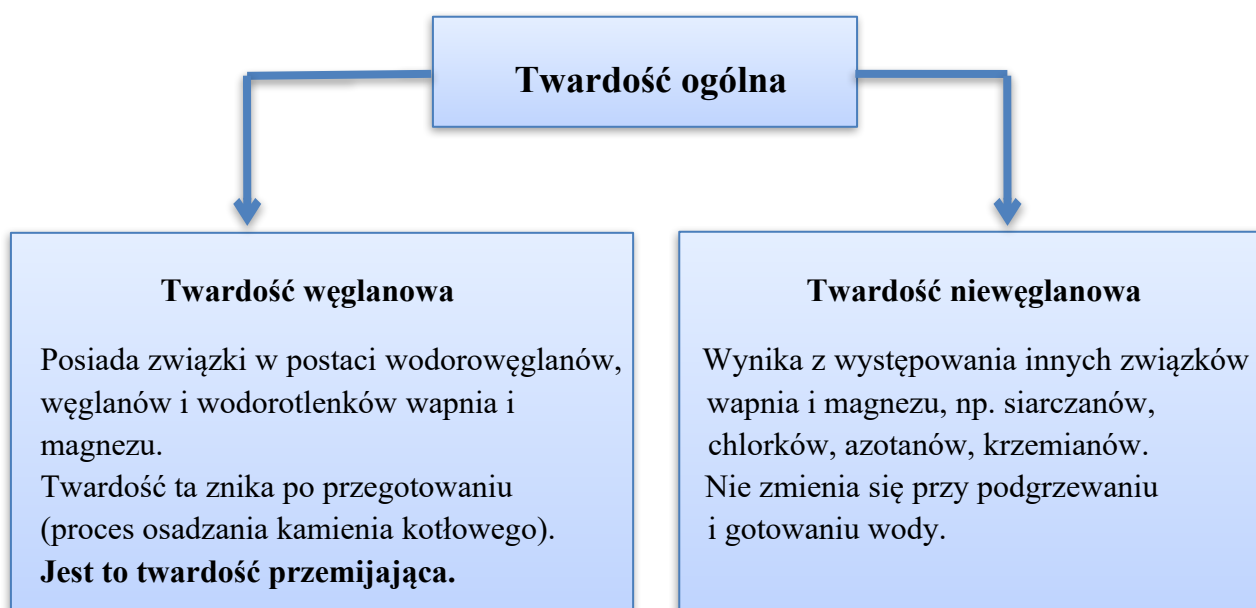 Twardość ogólna
Twardość węglanowa
Posiada związki w postaci wodorowęglanów,
węglanów i wodorotlenków wapnia i
magnezu.
Twardość ta znika po przegotowaniu
(proces osadzania kamienia kotłowego).
Jest to twardość przemijająca.
Twardość niewęglanowa
Wynika z występowania innych związków
wapnia i magnezu, np. siarczanów,
chlorków, azotanów, krzemianów.
Nie zmienia się przy podgrzewaniu
i gotowaniu wody.